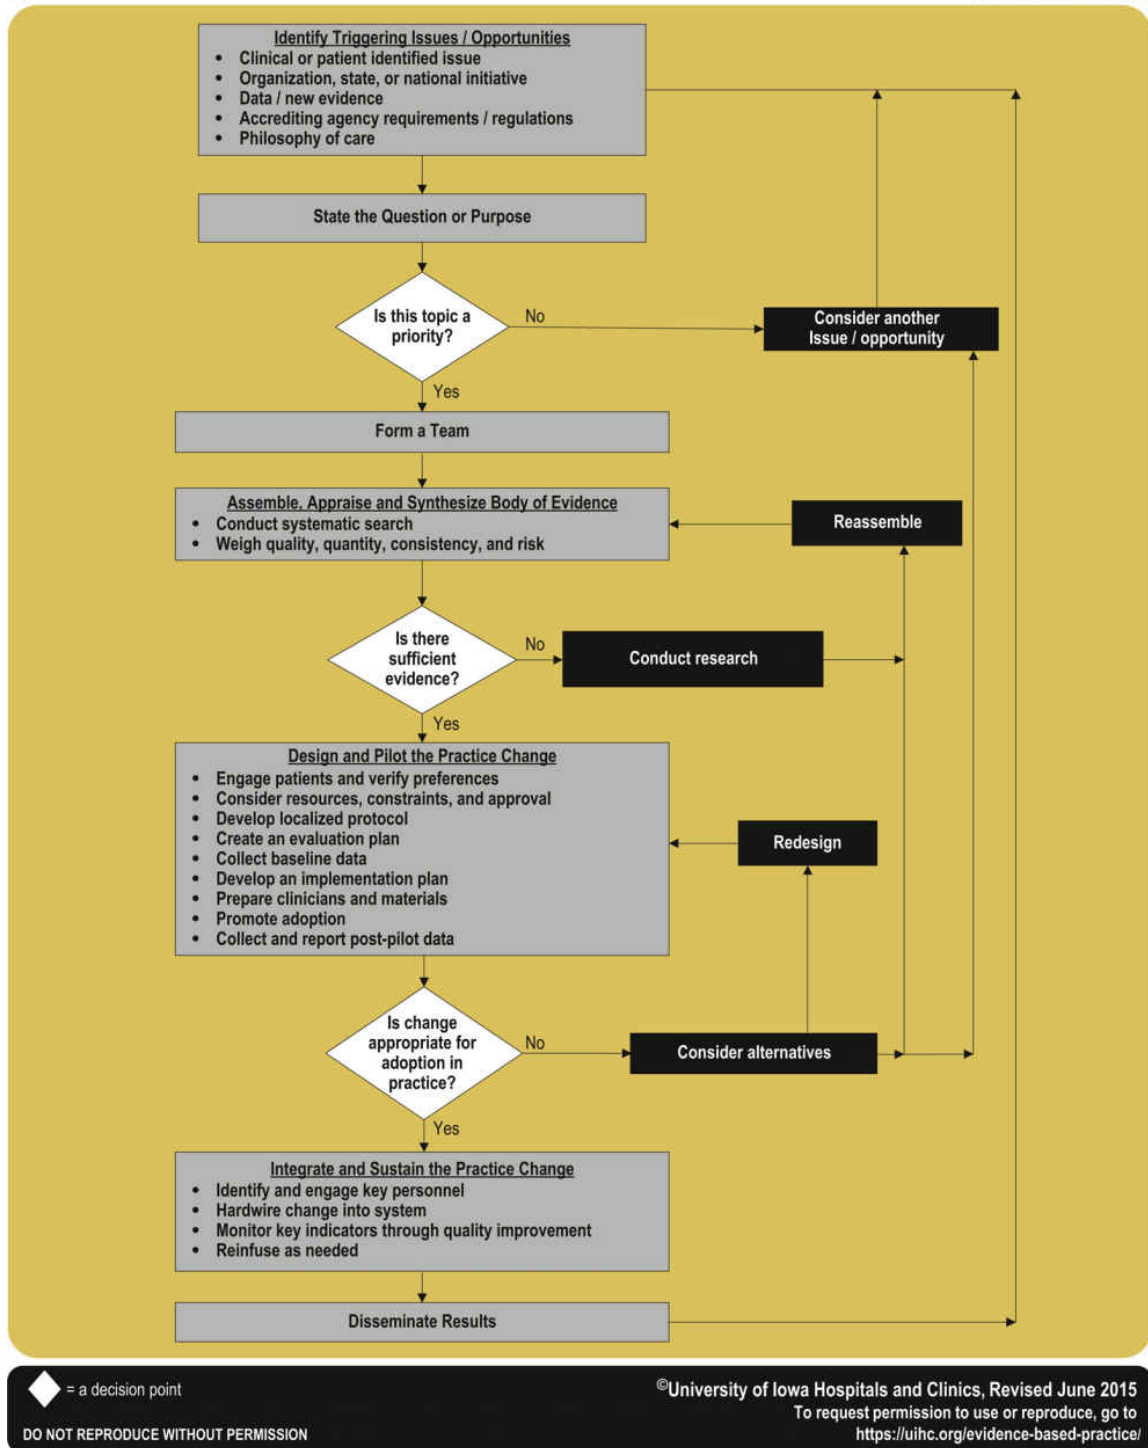 Identify Triggering Issues / Opportunities
• Clinical or patient identified issue
• Organization, state, or national initiative
• Data / new evidence
• Accrediting agency requirements / regulations
• Philosophy of care
State the Question or Purpose
Is this topic a
priority?
No
Consider another
Issue / opportunity
Yes
Form a Team
Assemble, Appraise and Synthesize Body of Evidence
• Conduct systematic search
• Weigh quality, quantity, consistency, and risk
Reassemble
Is there
sufficient
evidence?
No
Conduct research
Yes
Design and Pilot the Practice Change
• Engage patients and verify preferences
• Consider resources, constraints, and approval
• Develop localized protocol
• Create an evaluation plan
• Collect baseline data
• Develop an implementation plan
• Prepare clinicians and materials
• Promote adoption
• Collect and report post-pilot data
Redesign
Is change
appropriate for
adoption in
practice?
No
Consider alternatives
Yes
Integrate and Sustain the Practice Change
• Identify and engage key personnel
• Hardwire change into system
• Monitor key indicators through quality improvement
• Reinfuse as needed
Disseminate Results
= a decision point
DO NOT REPRODUCE WITHOUT PERMISSION
©University of Iowa Hospitals and Clinics, Revised June 2015
To request permission to use or reproduce, go to
https://uihc.org/evidence-based-practice/